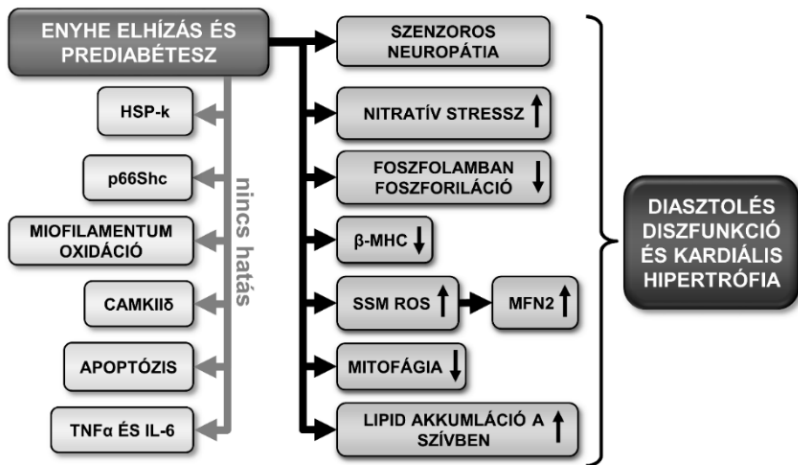 ENYHE ELHÍZÁS ÉS
PREDIABÉTESZ
HSP-k
p66Shc
MIOFILAMENTUM
OXIDÁCIÓ
CAMKIIδ
APOPTÓZIS
TNFα ÉS IL-6
nincs hatás
SZENZOROS
NEUROPÁTIA
NITRATÍV STRESSZ
FOSZFOLAMBAN
FOSZFORILÁCIÓ
β-MHC
SSM ROS
MFN2
MITOFÁGIA
LIPID AKKUMLÁCIÓ A
SZÍVBEN
DIASZTOLÉS
DISZFUNKCIÓ
ÉS KARDIÁLIS
HIPERTRÓFIA